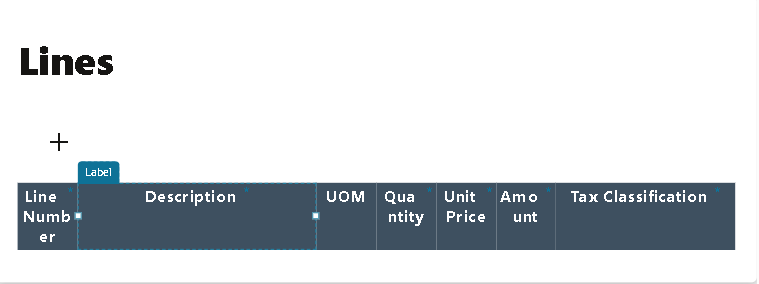 Lines
+
Label
Line Numb er * Description * UOM Qua ntity * Unit Price * Amo unt * Tax Classification *